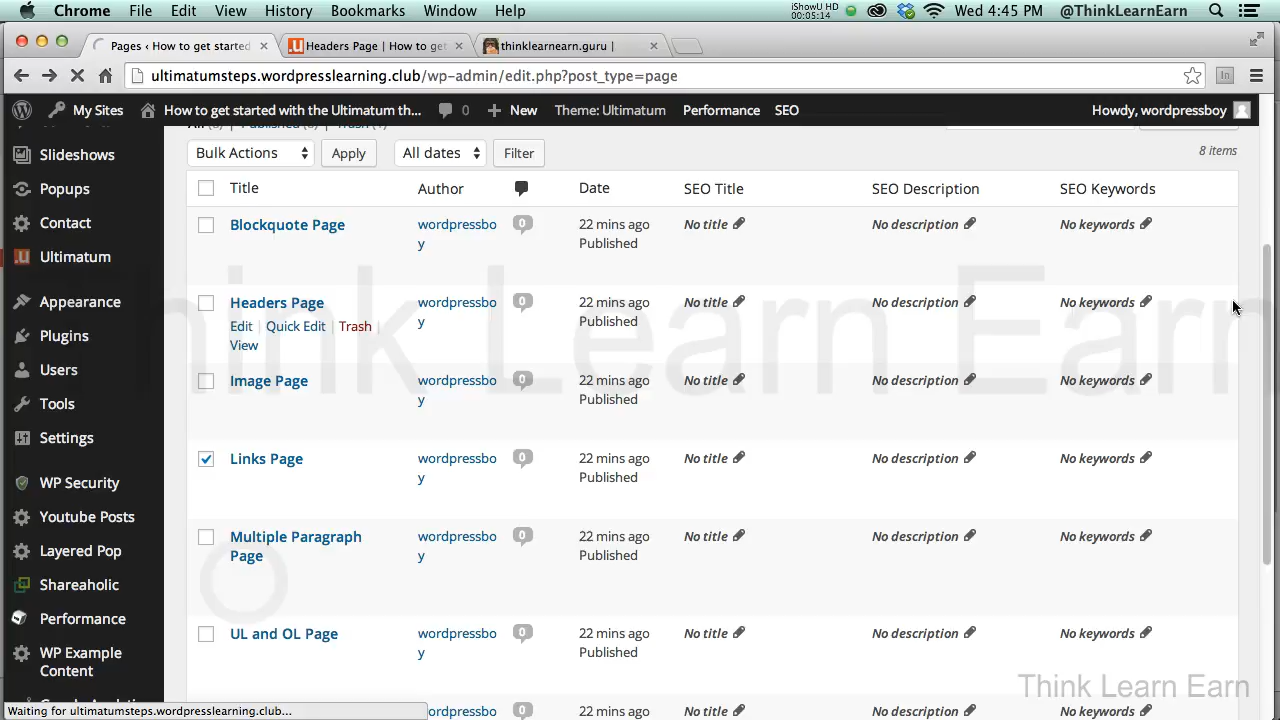 Chrome File Edit View History Bookmarks Window Help iShowU HD 00:05:14 Wed 4:45 PM @ThinkLearnEarn
Pages ‹ How to get started Headers Page | How to get thinklearnearn.guru |
ultimatumsteps.wordpresslearning.club/wp-admin/edit.php?post_type=page
My Sites How to get started with the Ultimatum th... 0 New Theme: Ultimatum Performance SEO Howdy, wordpressboy
Slideshows
Popups
Contact
Ultimatum
Appearance
Plugins
Users
Tools
Settings
WP Security
Youtube Posts
Layered Pop
Shareaholic
Performance
WP Example
Content
Bulk Actions Apply All dates Filter 8 items
Title Author Date SEO Title SEO Description SEO Keywords
Blockquote Page wordpressbo 0 22 mins ago No title No description No keywords
y Published
Headers Page wordpressbo 0 22 mins ago No title No description No keywords
y Published
Edit | Quick Edit | Trash |
View
Image Page wordpressbo 0 22 mins ago No title No description No keywords
y Published
Links Page wordpressbo 0 22 mins ago No title No description No keywords
y Published
Multiple Paragraph wordpressbo 0 22 mins ago No title No description No keywords
Page y Published
UL and OL Page wordpressbo 0 22 mins ago No title No description No keywords
y Published
ordpressbo 0 22 mins ago No title No description No keywords
Waiting for ultimatumsteps.wordpresslearning.club...
Think Learn Earn
Think Learn Earn